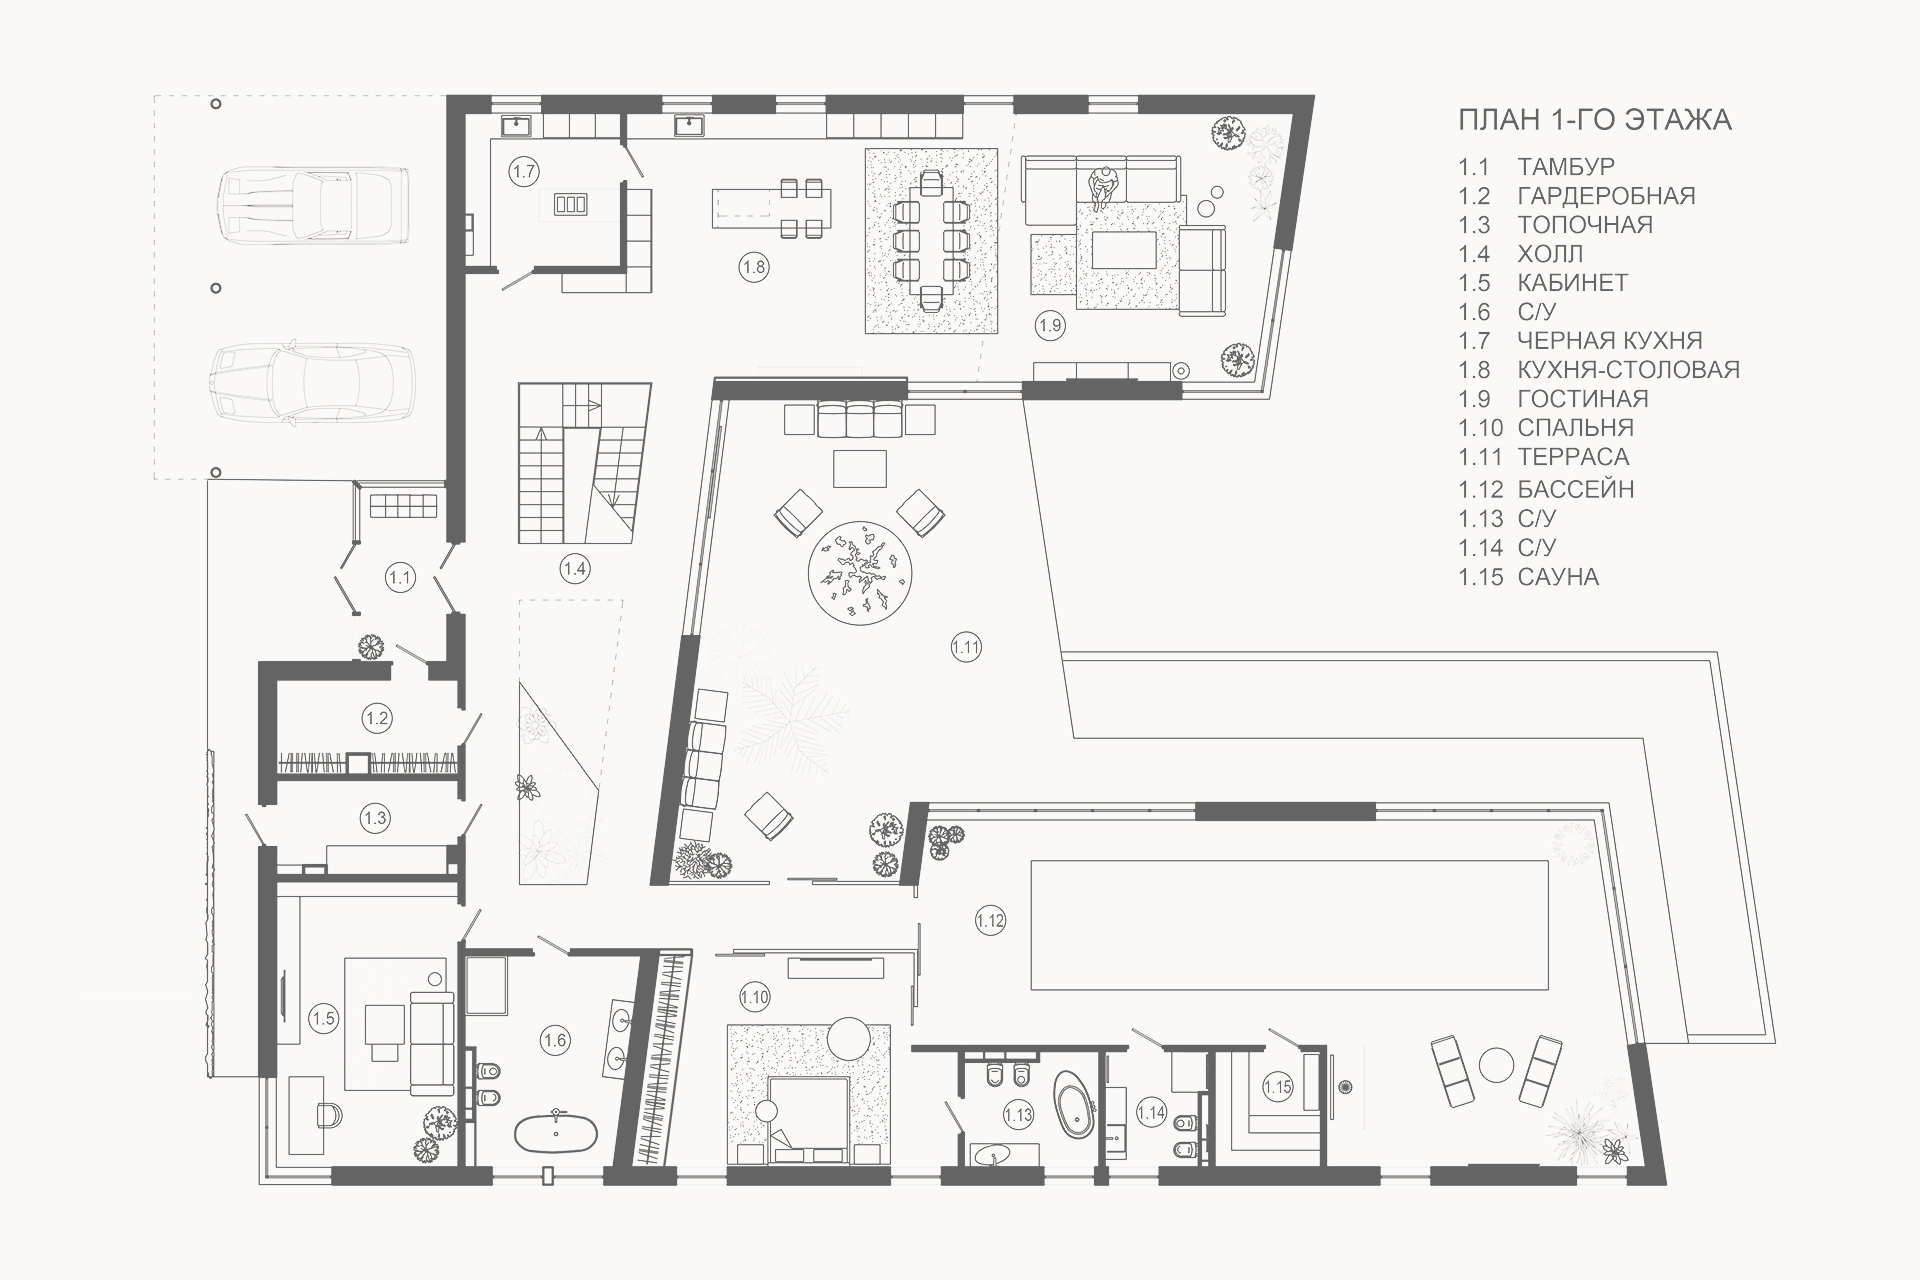 ПЛАН 1-ГО ЭТАЖА
1.1 ТАМБУР
1.2 ГАРДЕРОБНАЯ
1.3 ТОПОЧНАЯ
1.4 ХОЛЛ
1.5 КАБИНЕТ
1.6 С/У
1.7 ЧЕРНАЯ КУХНЯ
1.8 КУХНЯ-СТОЛОВАЯ
1.9 ГОСТИНАЯ
1.10 СПАЛЬНЯ
1.11 ТЕРРАСА
1.12 БАССЕЙН
1.13 С/У
1.14 С/У
1.15 САУНА
1.7
1.8
1.9
1.4
1.1
1.11
1.2
1.3
1.12
1.10
1.5
1.6
1.15
1.14
1.13